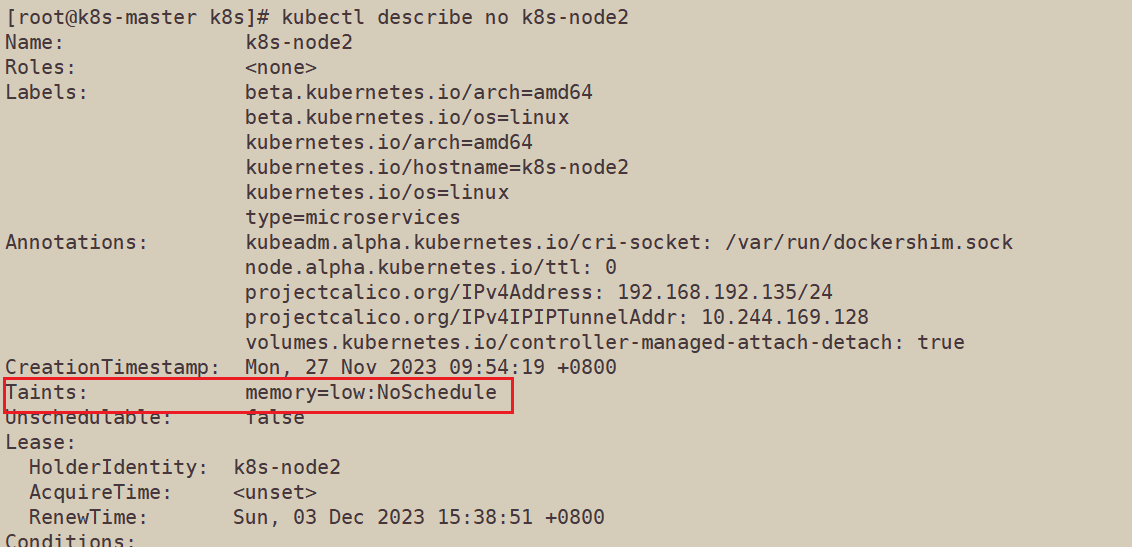 [root@k8s-master k8s]# kubectl describe no k8s-node2
Name:               k8s-node2
Roles:              <none>
Labels:             beta.kubernetes.io/arch=amd64
                    beta.kubernetes.io/os=linux
                    kubernetes.io/arch=amd64
                    kubernetes.io/hostname=k8s-node2
                    kubernetes.io/os=linux
                    type=microservices
Annotations:        kubeadm.alpha.kubernetes.io/cri-socket: /var/run/dockershim.sock
                    node.alpha.kubernetes.io/ttl: 0
                    projectcalico.org/IPv4Address: 192.168.192.135/24
                    projectcalico.org/IPv4IPIPTunnelAddr: 10.244.169.128
                    volumes.kubernetes.io/controller-managed-attach-detach: true
CreationTimestamp:  Mon, 27 Nov 2023 09:54:19 +0800
Taints:             memory=low:NoSchedule
Unschedulable:      false
Lease:
  HolderIdentity:  k8s-node2
  AcquireTime:     <unset>
  RenewTime:       Sun, 03 Dec 2023 15:38:51 +0800
Conditions: